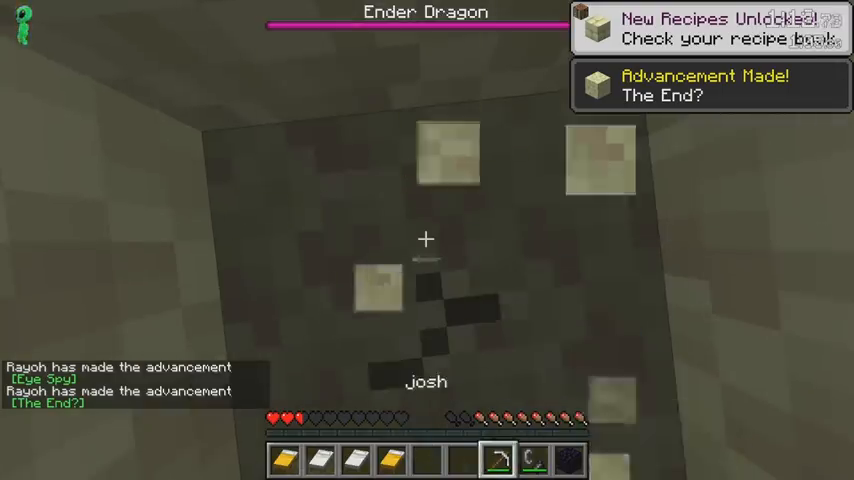 Ender Dragon
New Recipes Unlocked!
Check your recipe book
Advancement Made!
The End?
Rayoh has made the advancement
[Eye Spy]
Rayoh has made the advancement
[The End?]
josh